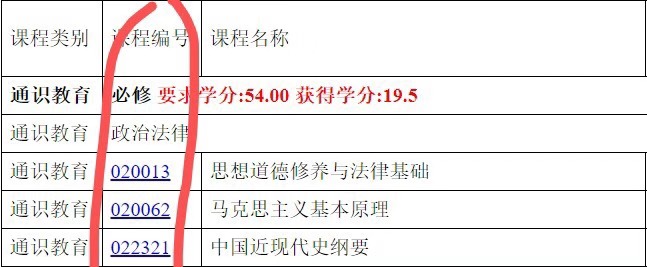 课程类别 课程编号 课程名称
通识教育 必修 要求学分:54.00 获得学分:19.5
通识教育 政治法律
通识教育 020013 思想道德修养与法律基础
通识教育 020062 马克思主义基本原理
通识教育 022321 中国近现代史纲要